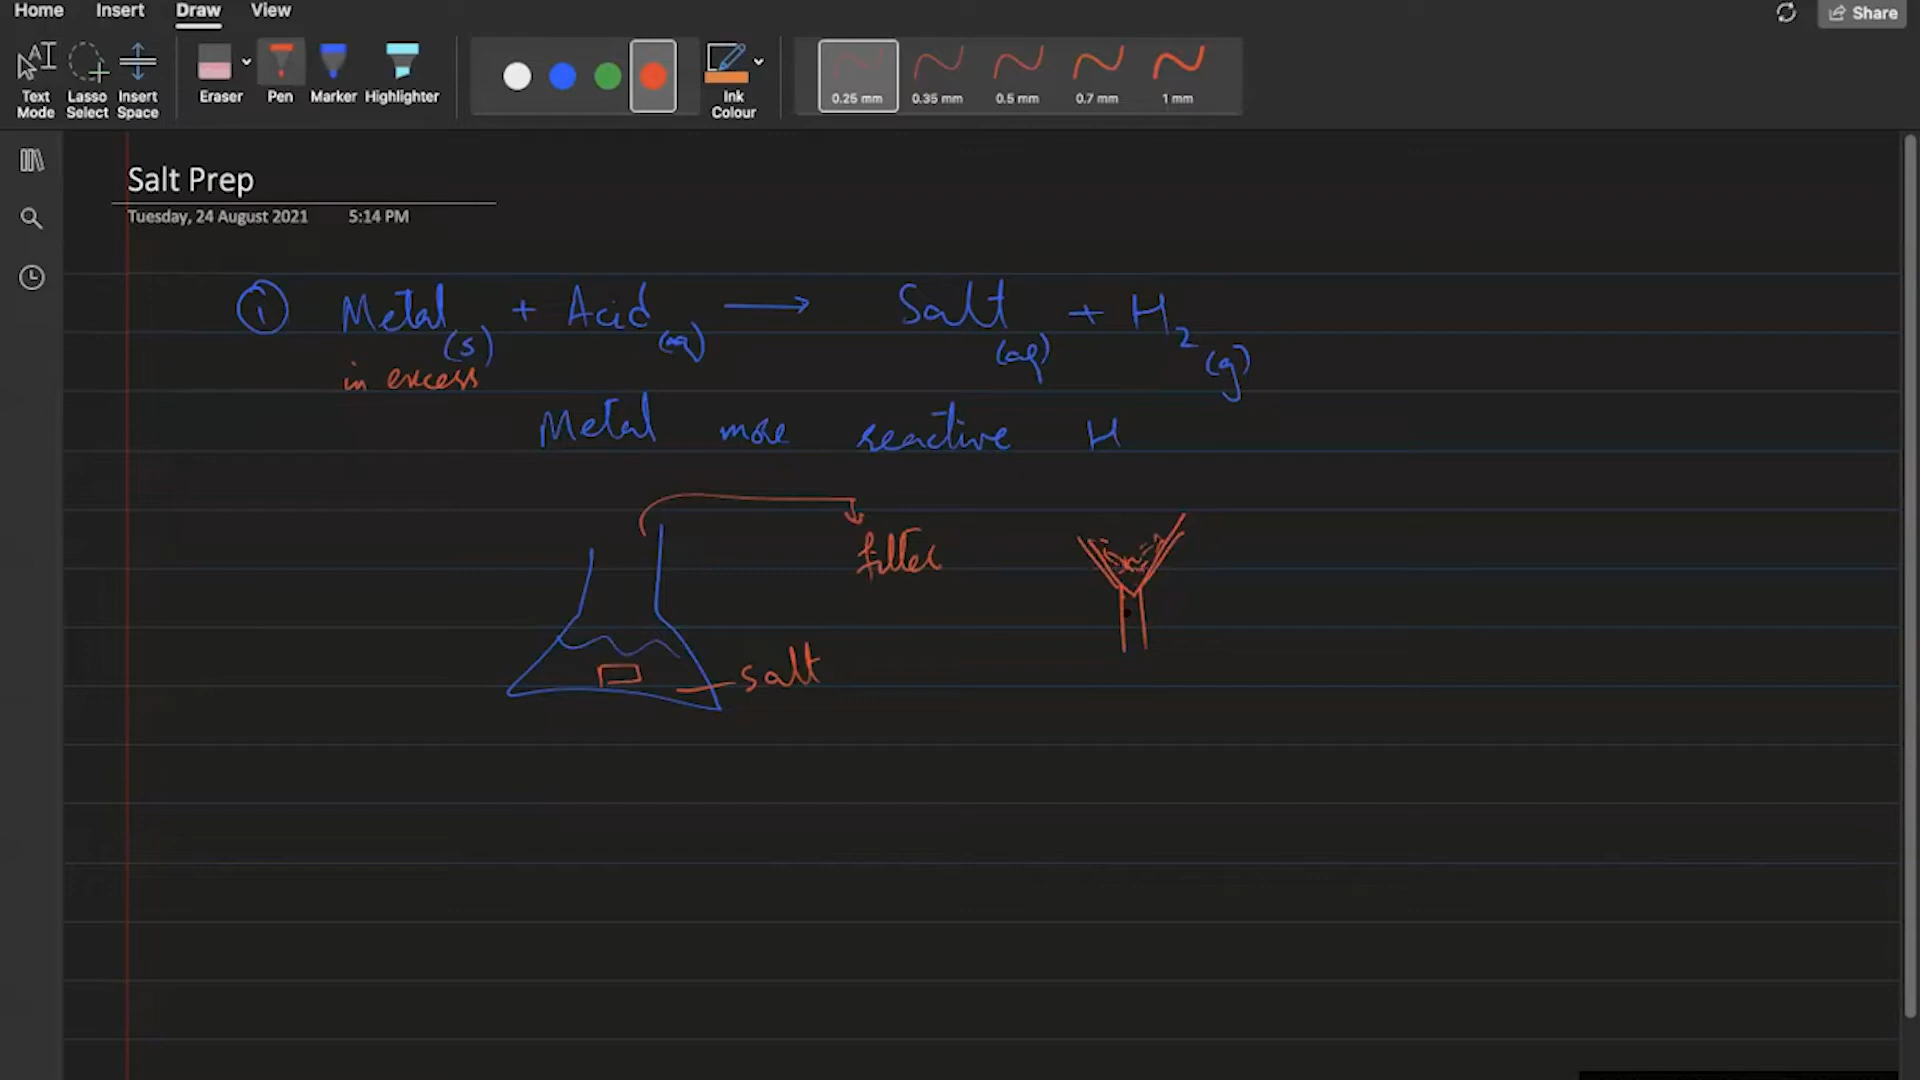 Home Insert Draw View Share
Text Mode Lasso Select Insert Space Eraser Pen Marker Highlighter Ink Colour 0.25 mm 0.35 mm 0.5 mm 0.7 mm 1 mm
Salt Prep
Tuesday, 24 August 2021 5:14 PM
① Metal(s) + Acid(aq) → Salt(aq) + H2(g)
in excess
Metal more reactive H
filter
salt